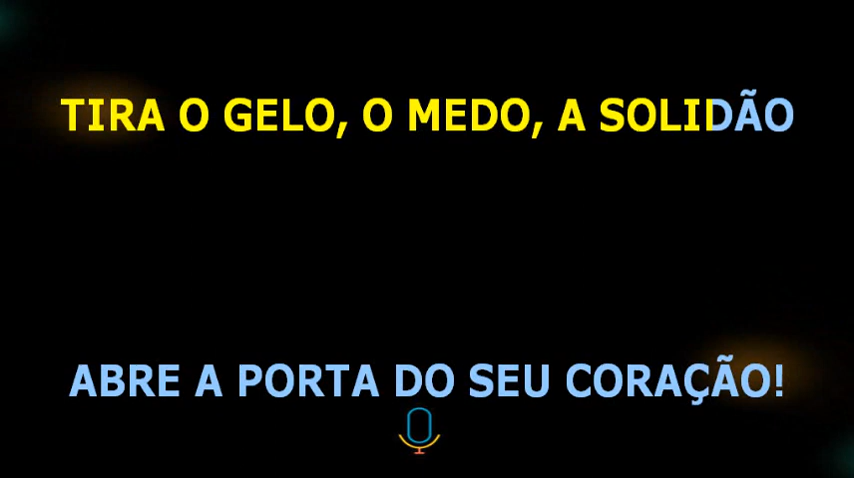 TIRA O GELO, O MEDO, A SOLIDÃO
ABRE A PORTA DO SEU CORAÇÃO!